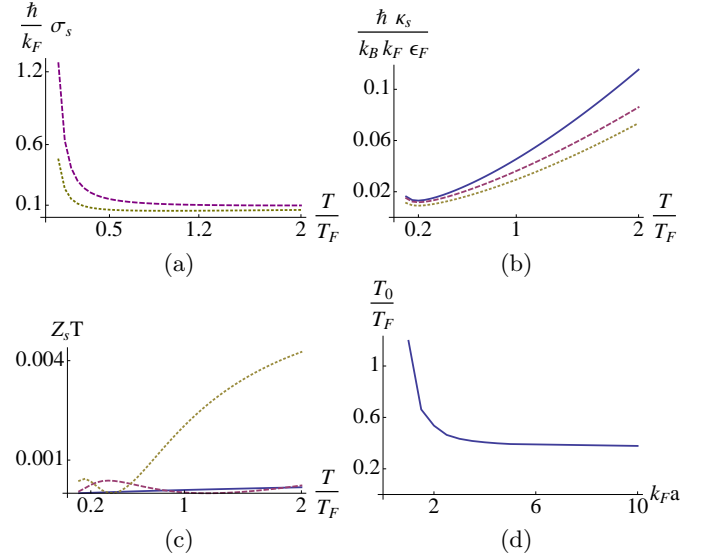 ħ/k_F σ_s
1.2
0.6
0.1
0.5 1.2 2
T/T_F
(a)
ħ κ_s/k_B k_F ϵ_F
0.1
0.06
0.02
0.2 1 2
T/T_F
(b)
Z_sT
0.004
0.001
0.2 1 2
T/T_F
(c)
T_0/T_F
1
0.6
0.2
2 6 10
k_Fa
(d)